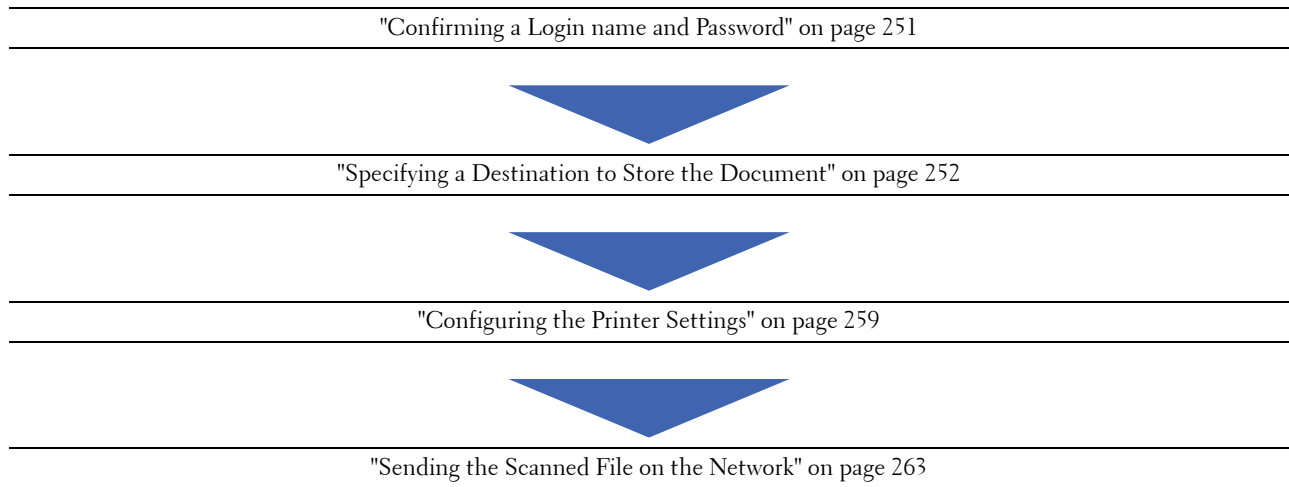 "Confirming a Login name and Password" on page 251
"Specifying a Destination to Store the Document" on page 252
"Configuring the Printer Settings" on page 259
"Sending the Scanned File on the Network" on page 263